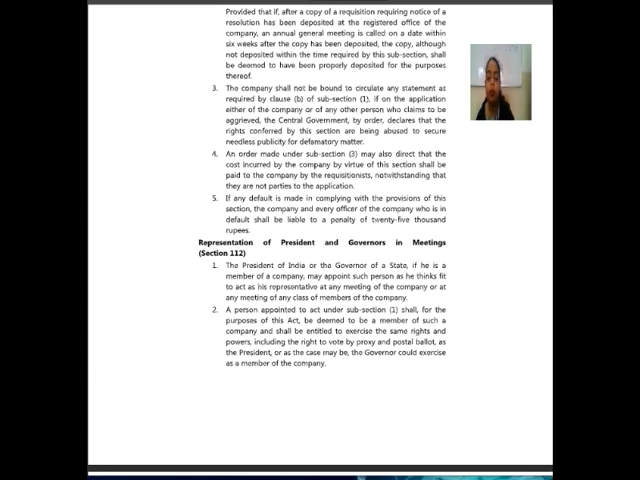 Provided that if, after a copy of a requisition requiring notice of a
resolution has been deposited at the registered office of the
company, an annual general meeting is called on a date within
six weeks after the copy has been deposited, the copy, although
not deposited within the time required by this sub-section, shall
be deemed to have been properly deposited for the purposes
thereof.
3. The company shall not be bound to circulate any statement as
required by clause (b) of sub-section (1), if on the application
either of the company or of any other person who claims to be
aggrieved, the Central Government, by order, declares that the
rights conferred by this section are being abused to secure
needless publicity for defamatory matter.
4. An order made under sub-section (3) may also direct that the
cost incurred by the company by virtue of this section shall be
paid to the company by the requisitionists, notwithstanding that
they are not parties to the application.
5. If any default is made in complying with the provisions of this
section, the company and every officer of the company who is in
default shall be liable to a penalty of twenty-five thousand
rupees.
Representation of President and Governors in Meetings
(Section 112)
1. The President of India or the Governor of a State, if he is a
member of a company, may appoint such person as he thinks fit
to act as his representative at any meeting of the company or at
any meeting of any class of members of the company.
2. A person appointed to act under sub-section (1) shall, for the
purposes of this Act, be deemed to be a member of such a
company and shall be entitled to exercise the same rights and
powers, including the right to vote by proxy and postal ballot, as
the President, or as the case may be, the Governor could exercise
as a member of the company.